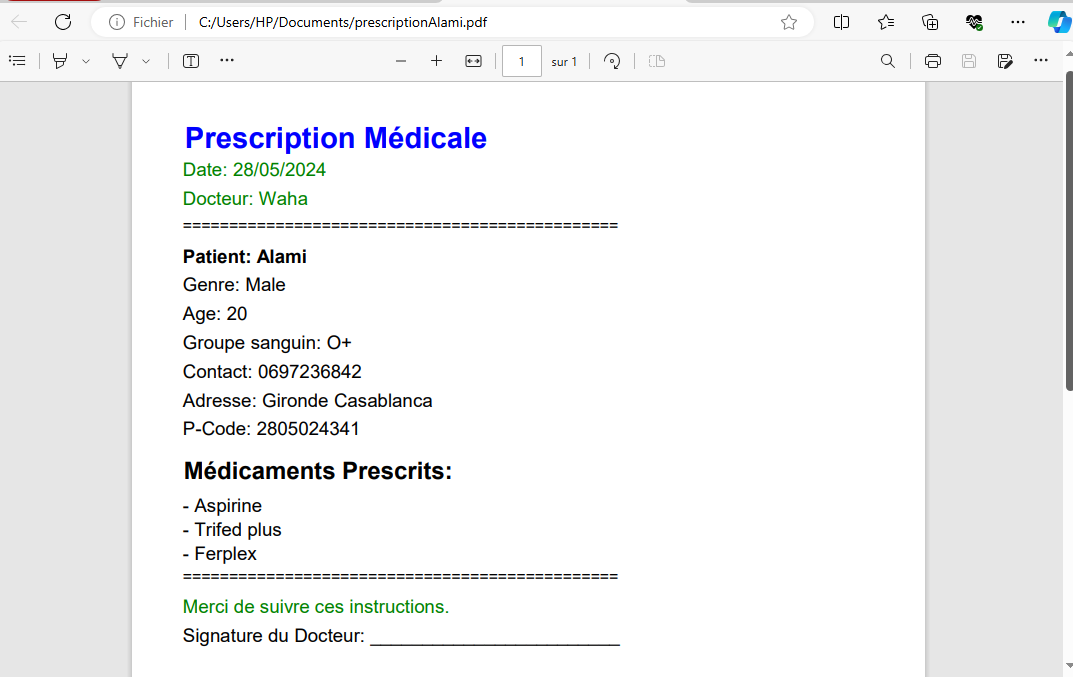 Fichier
C:/Users/HP/Documents/prescriptionAlami.pdf
1 sur 1
Prescription Médicale
Date: 28/05/2024
Docteur: Waha
===============================================
Patient: Alami
Genre: Male
Age: 20
Groupe sanguin: O+
Contact: 0697236842
Adresse: Gironde Casablanca
P-Code: 2805024341
Médicaments Prescrits:
- Aspirine
- Trifed plus
- Ferplex
===============================================
Merci de suivre ces instructions.
Signature du Docteur: ________________________